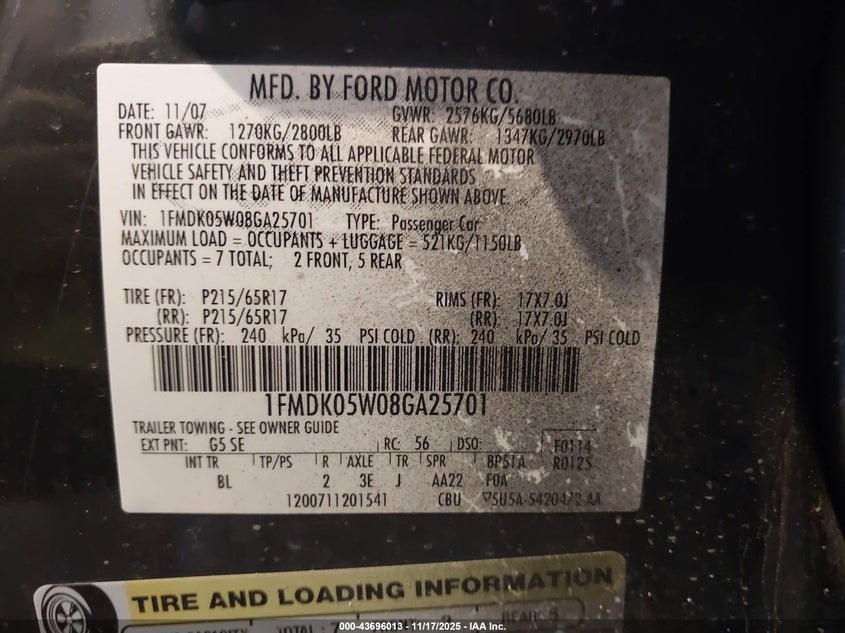 MFD. BY FORD MOTOR CO.
DATE: 11/07 GVWR: 2576KG/5680LB
FRONT GAWR: 1270KG/2800LB REAR GAWR: 1347KG/2970LB
THIS VEHICLE CONFORMS TO ALL APPLICABLE FEDERAL MOTOR
VEHICLE SAFETY AND THEFT PREVENTION STANDARDS
IN EFFECT ON THE DATE OF MANUFACTURE SHOWN ABOVE.
VIN: 1FMDK05W08GA25701 TYPE: Passenger Car
MAXIMUM LOAD = OCCUPANTS + LUGGAGE = 521KG/1150LB
OCCUPANTS = 7 TOTAL; 2 FRONT, 5 REAR
TIRE (FR): P215/65R17 RIMS (FR): 17X7.0J
(RR): P215/65R17 (RR): 17X7.0J
PRESSURE (FR): 240 kPa/ 35 PSI COLD (RR): 240 kPa/ 35 PSI COLD
1FMDK05W08GA25701
TRAILER TOWING - SEE OWNER GUIDE
EXT PNT: G5 SE RC: 56 DSO: F0114
INT TR TP/PS R AXLE TR SPR BPSTA R0125
BL 2 3E J AA22 FOA
1200711201541 CBU 5U5A-5420472-AA
TIRE AND LOADING INFORMATION
TOTAL: 7
000-43696013 - 11/17/2025 - IAA Inc.